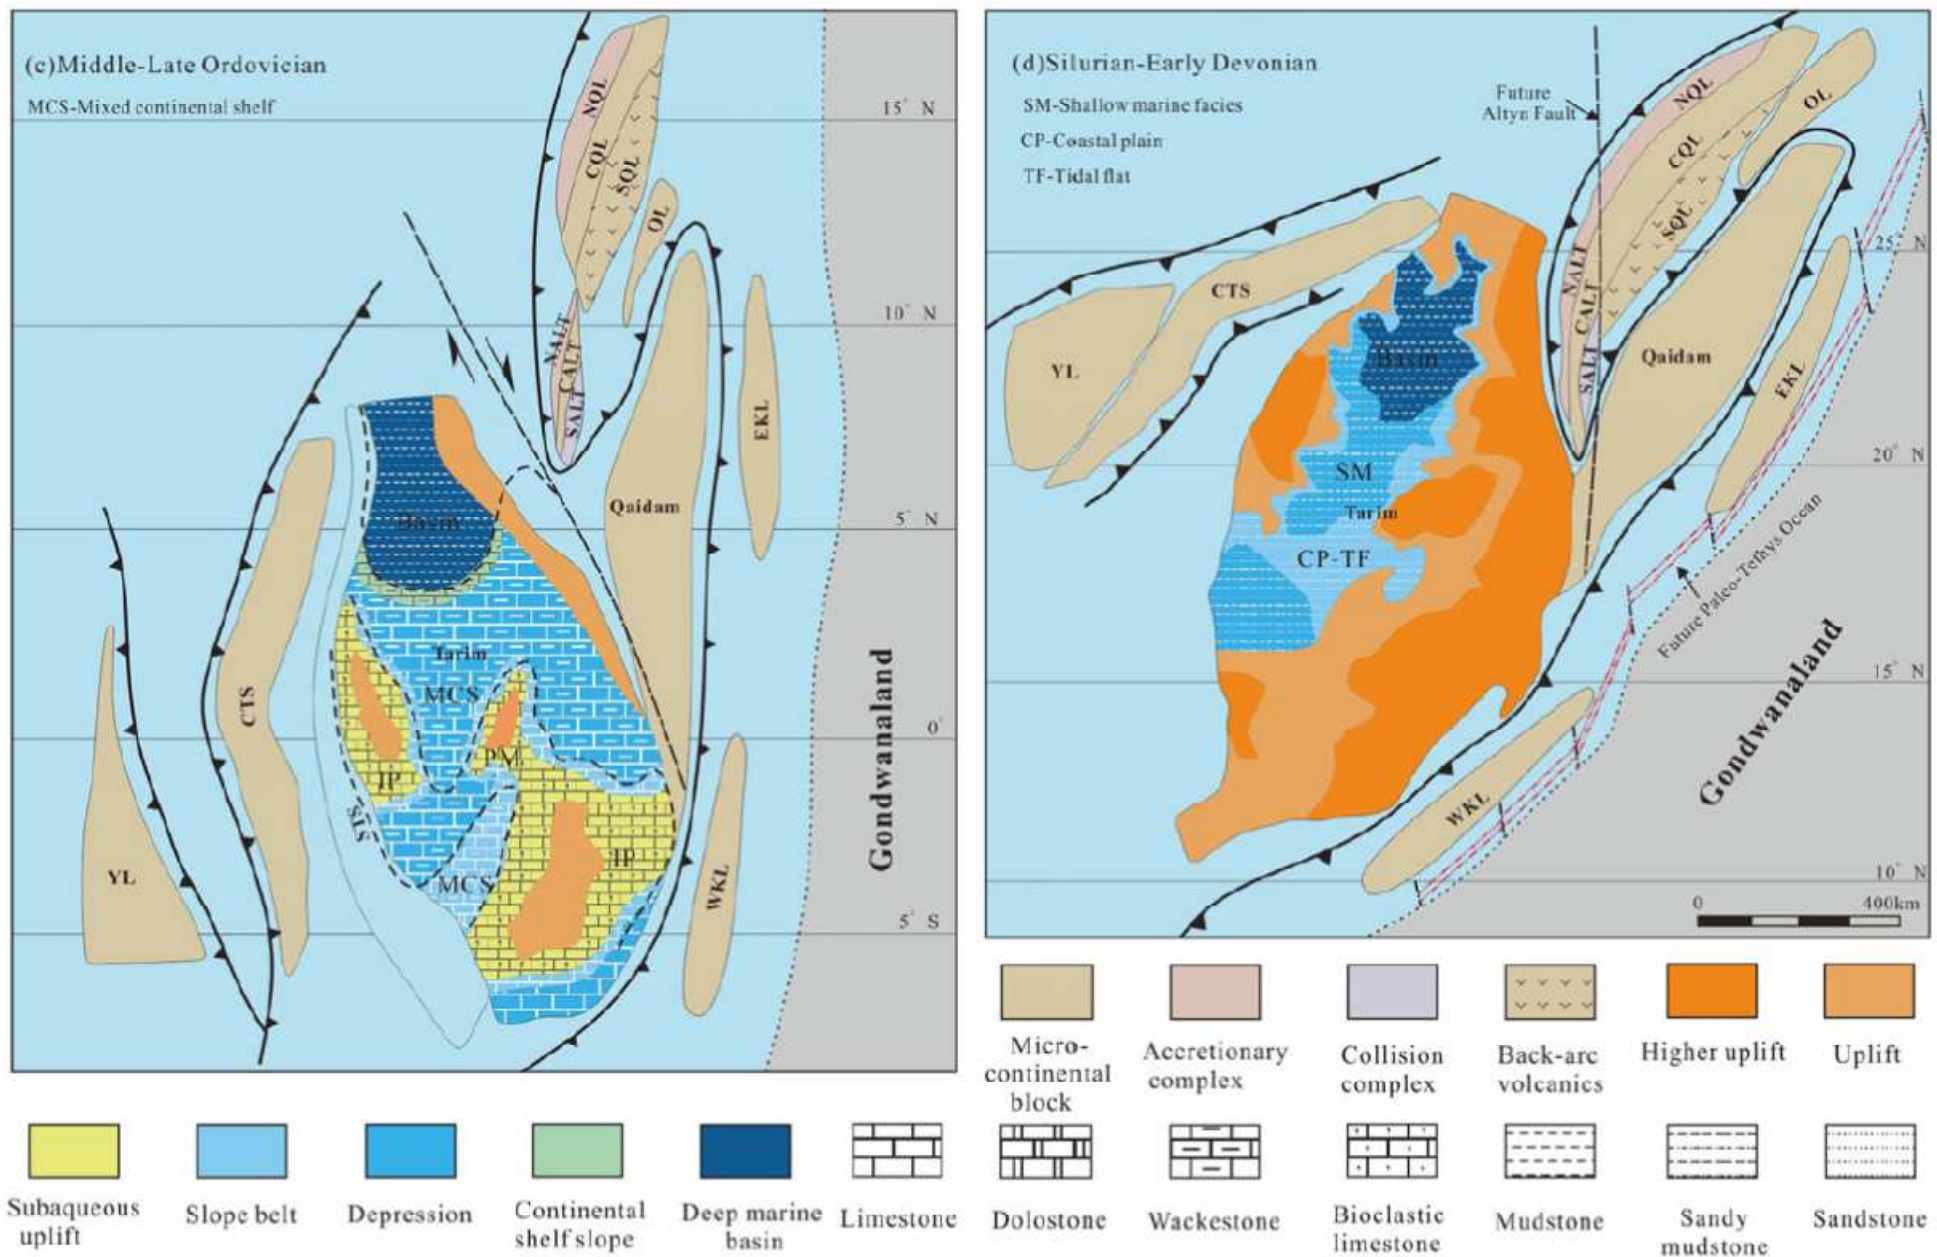 (c)Middle-Late Ordovician
MCS-Mixed continental shelf
15° N
10° N
5° N
0°
5° S
NQL
CQL
SQL
OL
NALT
CALT
SALT
EKL
Qaidam
Basin
Tarim
MCS
CTS
PM
IP
STS
YL
MCS
IP
WKL
Gondwanaland
(d)Silurian-Early Devonian
SM-Shallow marine facies
CP-Coastal plain
TF-Tidal flat
Future
Altyn Fault
NQL
OL
CQL
SQL
25° N
NALT
CALT
SALT
CTS
YL
Basin
Qaidam
EKL
20° N
SM
Tarim
CP-TF
Future Paleo-Tethys Ocean
15° N
Gondwanaland
WKL
10° N
0 400km
Micro-
continental
block
Accretionary
complex
Collision
complex
Back-arc
volcanics
Higher uplift
Uplift
Subaqueous
uplift
Slope belt
Depression
Continental
shelf slope
Deep marine
basin
Limestone
Dolostone
Wackestone
Bioclastic
limestone
Mudstone
Sandy
mudstone
Sandstone